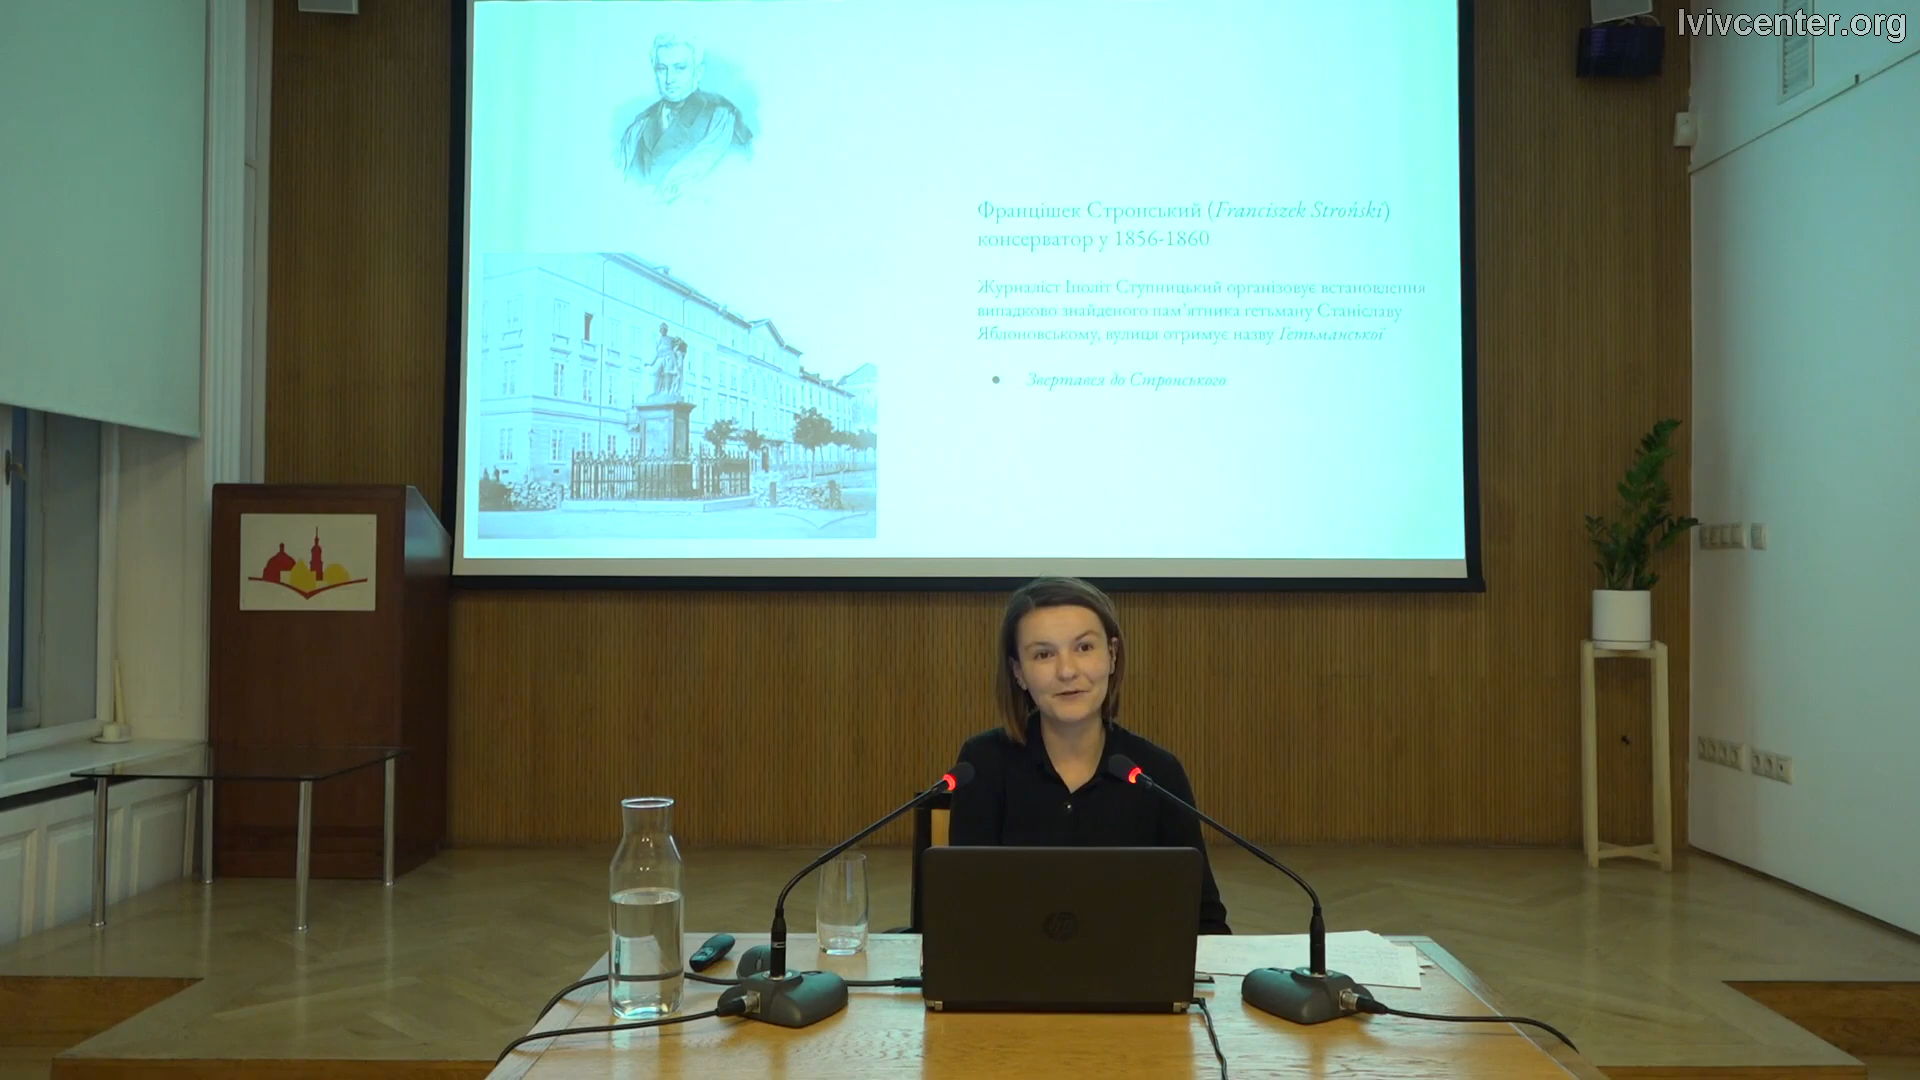 lvivcenter.org
Францішек Стронський (Franciszek Stroński)
консерватор у 1856-1860
Журналіст Іполіт Ступницький організовує встановлення
випадково знайденого пам'ятника гетьману Станіславу
Яблоновському, вулиця отримує назву Гетьманської
• Звертався до Стронського
hp